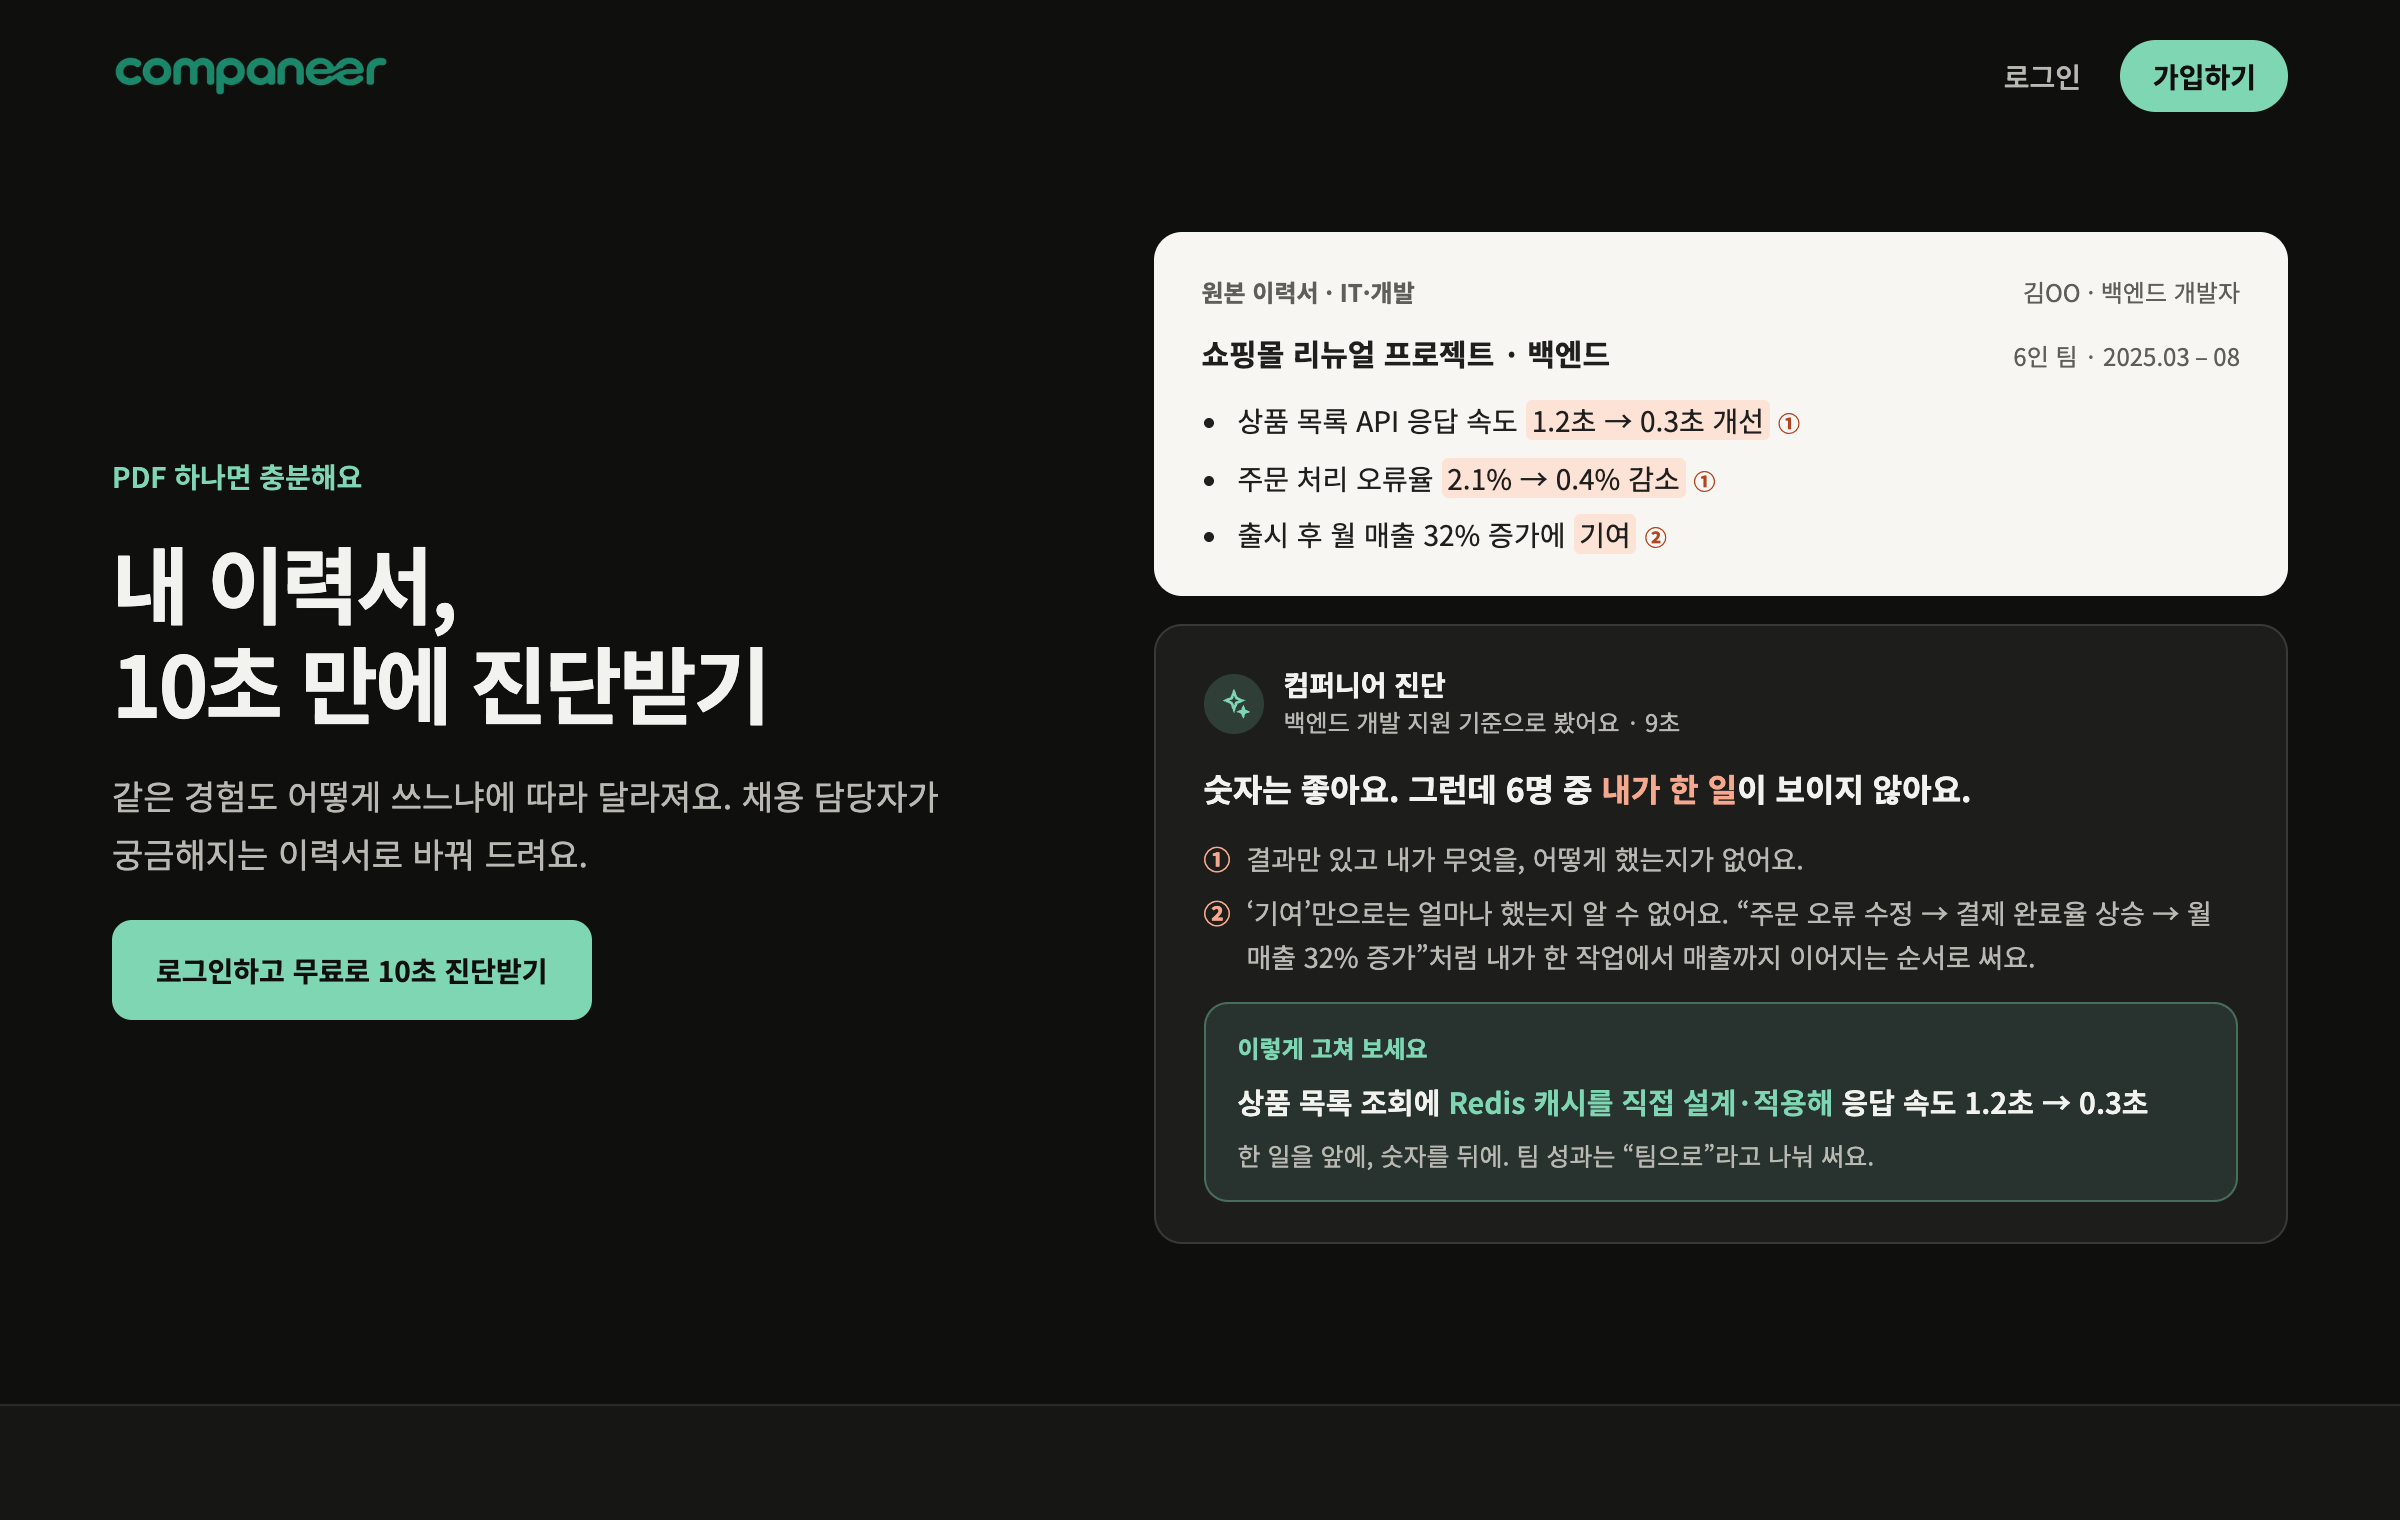 companeer
로그인
가입하기
PDF 하나면 충분해요
내 이력서,
10초 만에 진단받기
같은 경험도 어떻게 쓰느냐에 따라 달라져요. 채용 담당자가
궁금해지는 이력서로 바꿔 드려요.
로그인하고 무료로 10초 진단받기
원본 이력서 · IT·개발
김OO · 백엔드 개발자
쇼핑몰 리뉴얼 프로젝트 · 백엔드
6인 팀 · 2025.03 – 08
• 상품 목록 API 응답 속도 1.2초 → 0.3초 개선 ①
• 주문 처리 오류율 2.1% → 0.4% 감소 ①
• 출시 후 월 매출 32% 증가에 기여 ②
컴퍼니어 진단
백엔드 개발 지원 기준으로 봤어요 · 9초
숫자는 좋아요. 그런데 6명 중 내가 한 일이 보이지 않아요.
① 결과만 있고 내가 무엇을, 어떻게 했는지가 없어요.
② ‘기여’만으로는 얼마나 했는지 알 수 없어요. “주문 오류 수정 → 결제 완료율 상승 → 월
매출 32% 증가”처럼 내가 한 작업에서 매출까지 이어지는 순서로 써요.
이렇게 고쳐 보세요
상품 목록 조회에 Redis 캐시를 직접 설계·적용해 응답 속도 1.2초 → 0.3초
한 일을 앞에, 숫자를 뒤에. 팀 성과는 “팀으로”라고 나눠 써요.